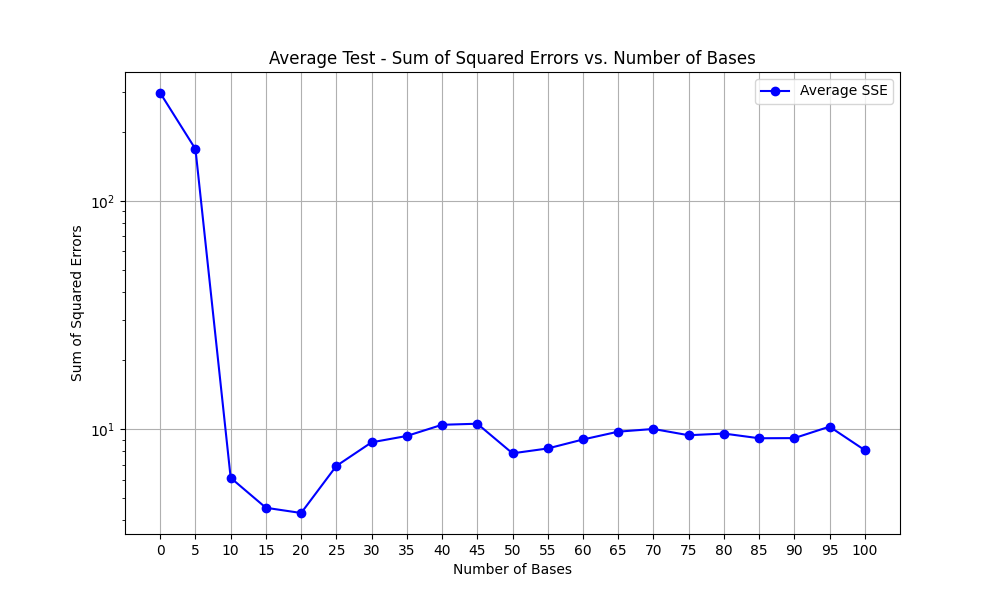 Average Test - Sum of Squared Errors vs. Number of Bases
Average SSE
Sum of Squared Errors
10²
10¹
0 5 10 15 20 25 30 35 40 45 50 55 60 65 70 75 80 85 90 95 100
Number of Bases